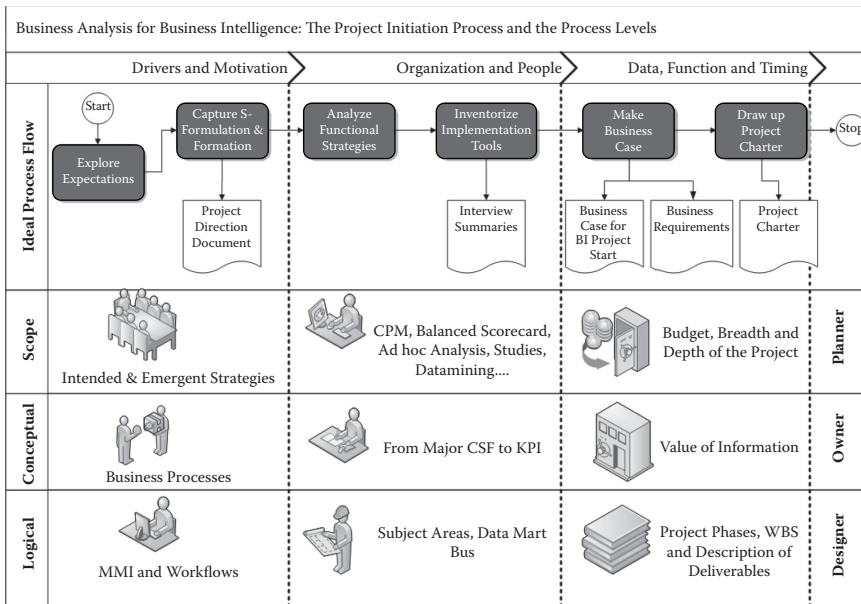 Business Analysis for Business Intelligence: The Project Initiation Process and the Process Levels
Drivers and Motivation
Organization and People
Data, Function and Timing
Ideal Process Flow
Start
Explore
Expectations
Capture S-
Formulation &
Formation
Analyze
Functional
Strategies
Inventorize
Implementation
Tools
Make
Business
Case
Draw up
Project
Charter
Stop
Project
Direction
Document
Interview
Summaries
Business
Case for
BI Project
Start
Business
Requirements
Project
Charter
Scope
Intended & Emergent Strategies
CPM, Balanced Scorecard,
Ad hoc Analysis, Studies,
Datamining....
Budget, Breadth and
Depth of the Project
Planner
Conceptual
Business Processes
From Major CSF to KPI
Value of Information
Owner
Logical
MMI and Workflows
Subject Areas, Data Mart
Bus
Project Phases, WBS
and Description of
Deliverables
Designer